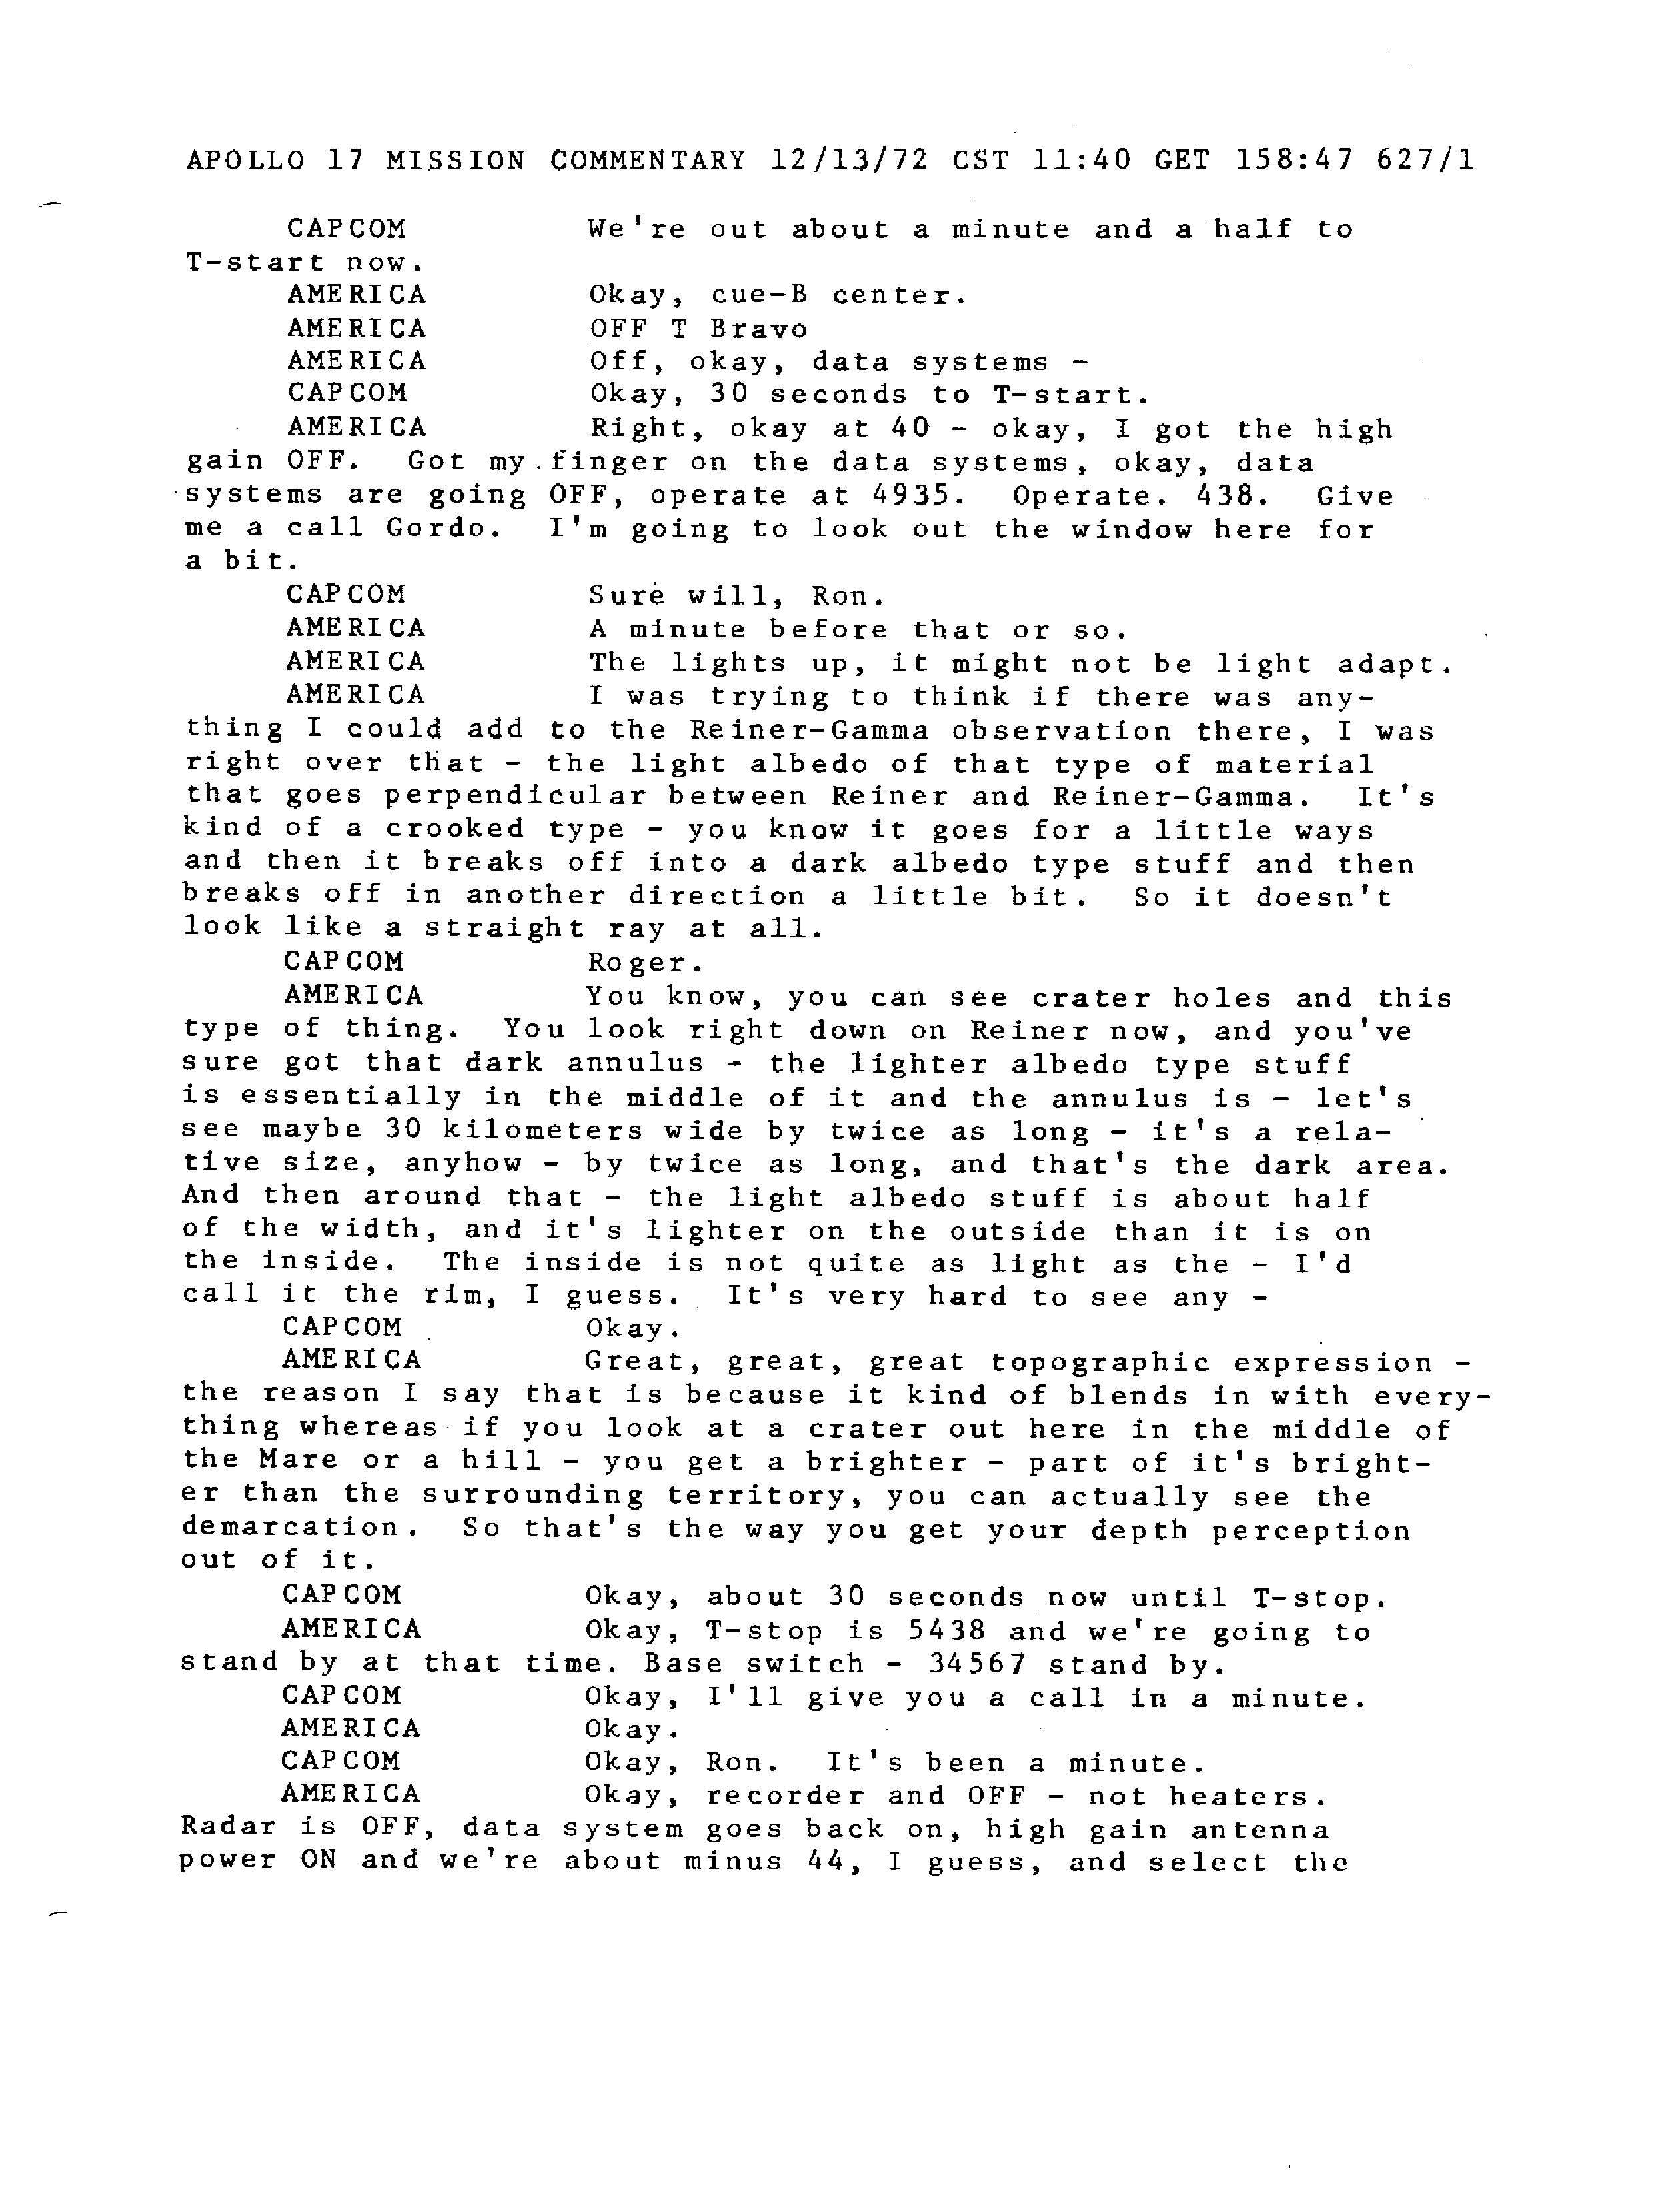 APOLLO 17 MISSION COMMENTARY 12/13/72 CST 11:40 GET 158:47 627/1
CAPCOM We're out about a minute and a half to
T-start now.
AMERICA Okay, cue-B center.
AMERICA OFF T Bravo
AMERICA Off, okay, data systems -
CAPCOM Okay, 30 seconds to T-start.
AMERICA Right, okay at 40 - okay, I got the high
gain OFF. Got my finger on the data systems, okay, data
systems are going OFF, operate at 4935. Operate. 438. Give
me a call Gordo. I'm going to look out the window here for
a bit.
CAPCOM Sure will, Ron.
AMERICA A minute before that or so.
AMERICA The lights up, it might not be light adapt.
AMERICA I was trying to think if there was any-
thing I could add to the Reiner-Gamma observation there, I was
right over that - the light albedo of that type of material
that goes perpendicular between Reiner and Reiner-Gamma. It's
kind of a crooked type - you know it goes for a little ways
and then it breaks off into a dark albedo type stuff and then
breaks off in another direction a little bit. So it doesn't
look like a straight ray at all.
CAPCOM Roger.
AMERICA You know, you can see crater holes and this
type of thing. You look right down on Reiner now, and you've
sure got that dark annulus - the lighter albedo type stuff
is essentially in the middle of it and the annulus is - let's
see maybe 30 kilometers wide by twice as long - it's a rela-
tive size, anyhow - by twice as long, and that's the dark area.
And then around that - the light albedo stuff is about half
of the width, and it's lighter on the outside than it is on
the inside. The inside is not quite as light as the - I'd
call it the rim, I guess. It's very hard to see any -
CAPCOM Okay.
AMERICA Great, great, great topographic expression -
the reason I say that is because it kind of blends in with every-
thing whereas if you look at a crater out here in the middle of
the Mare or a hill - you get a brighter - part of it's bright-
er than the surrounding territory, you can actually see the
demarcation. So that's the way you get your depth perception
out of it.
CAPCOM Okay, about 30 seconds now until T-stop.
AMERICA Okay, T-stop is 5438 and we're going to
stand by at that time. Base switch - 34567 stand by.
CAPCOM Okay, I'll give you a call in a minute.
AMERICA Okay.
CAPCOM Okay, Ron. It's been a minute.
AMERICA Okay, recorder and OFF - not heaters.
Radar is OFF, data system goes back on, high gain antenna
power ON and we're about minus 44, I guess, and select the